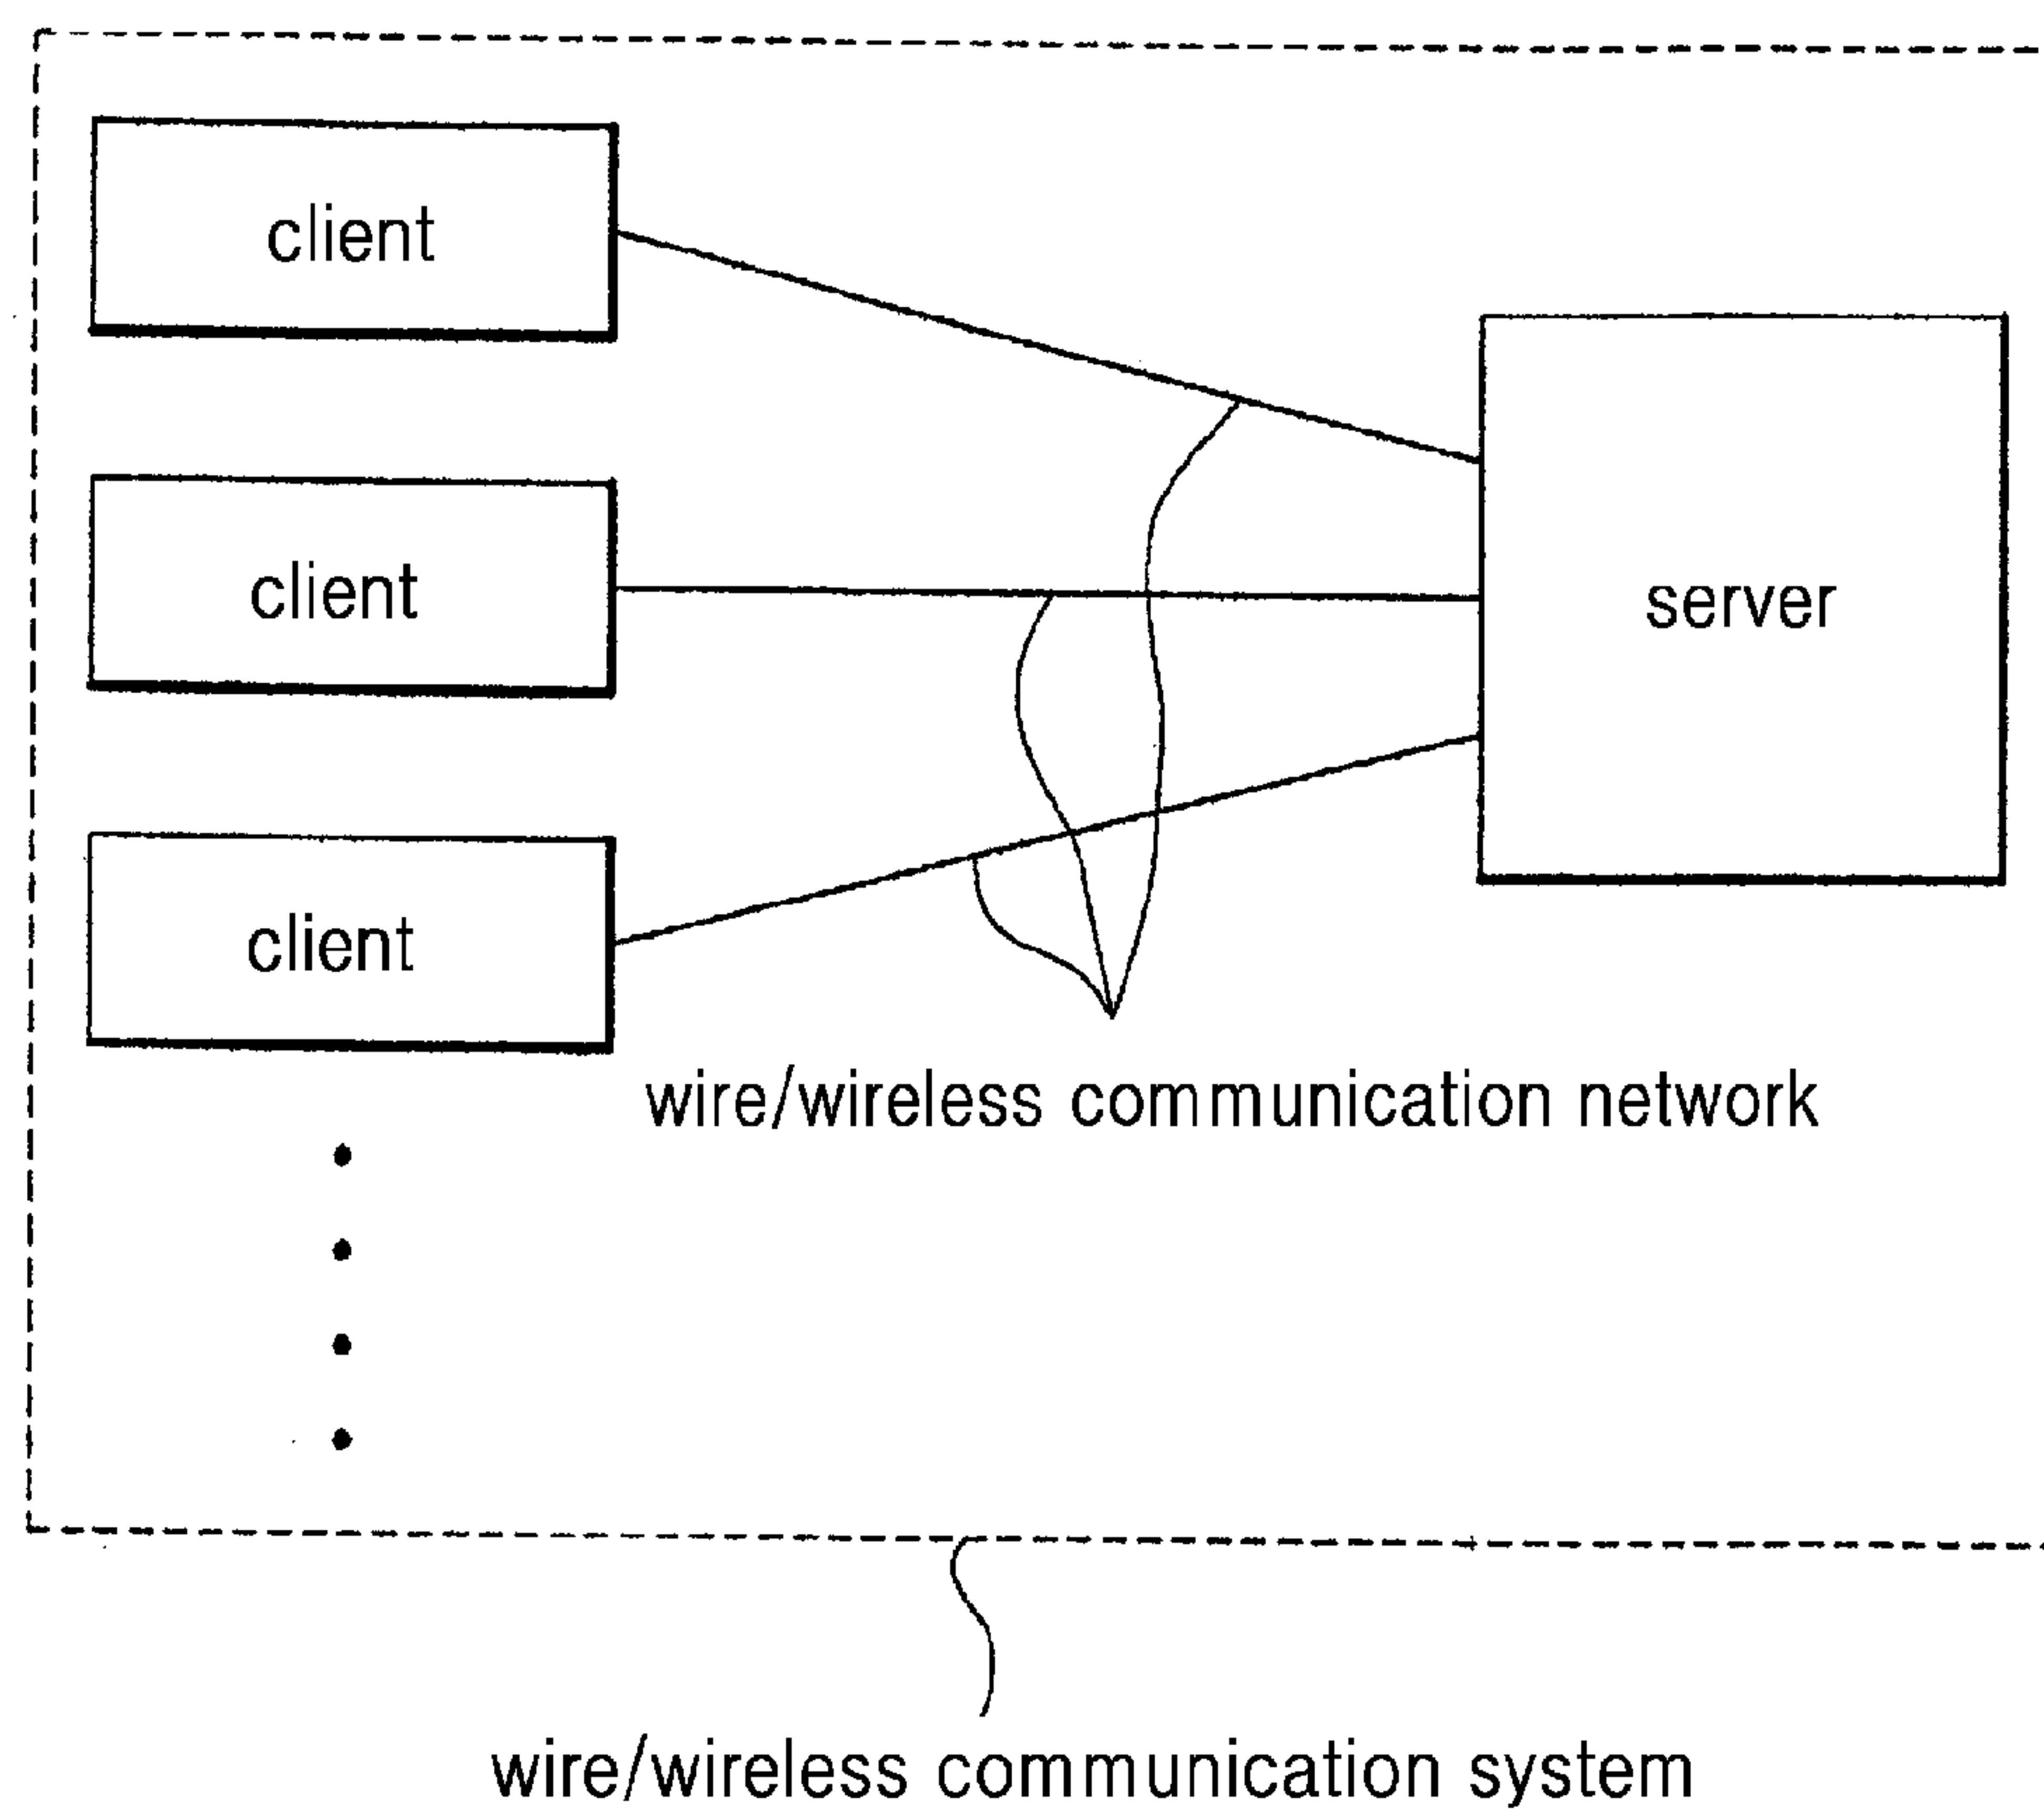 client
client
server
client
wire/wireless communication network
wire/wireless communication system